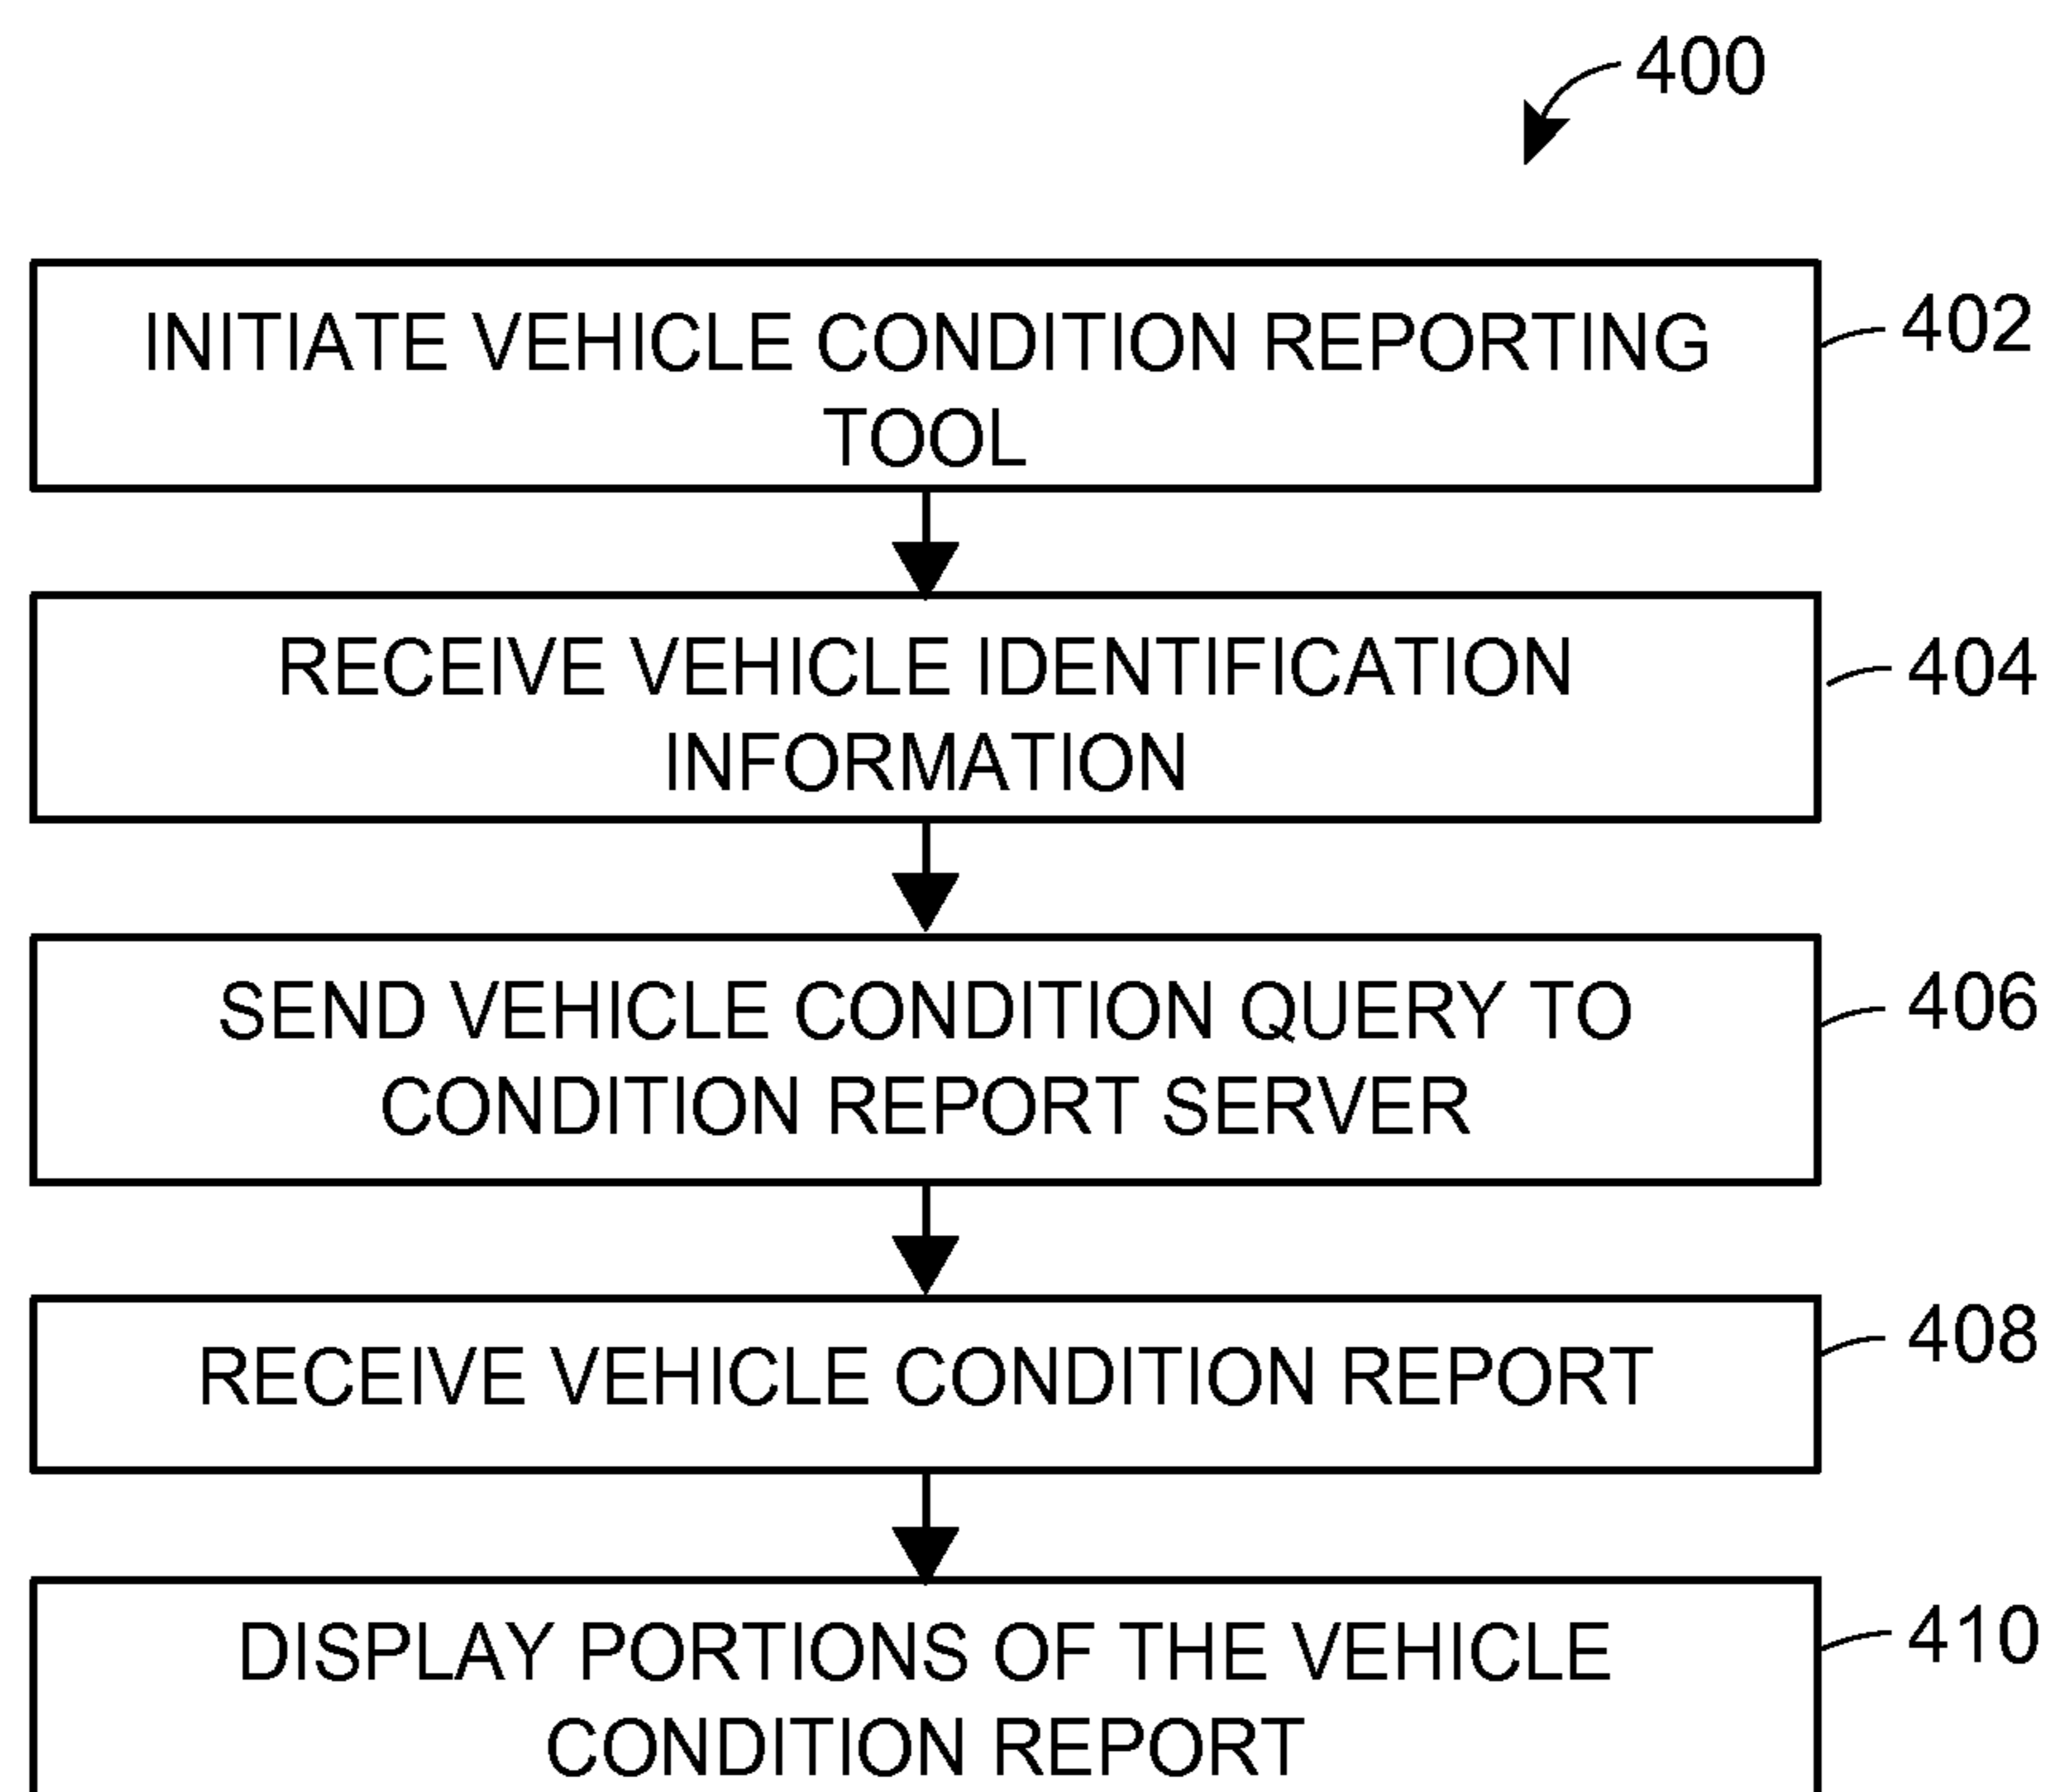 400
INITIATE VEHICLE CONDITION REPORTING
TOOL
402
RECEIVE VEHICLE IDENTIFICATION
INFORMATION
404
SEND VEHICLE CONDITION QUERY TO
CONDITION REPORT SERVER
406
RECEIVE VEHICLE CONDITION REPORT
408
DISPLAY PORTIONS OF THE VEHICLE
CONDITION REPORT
410